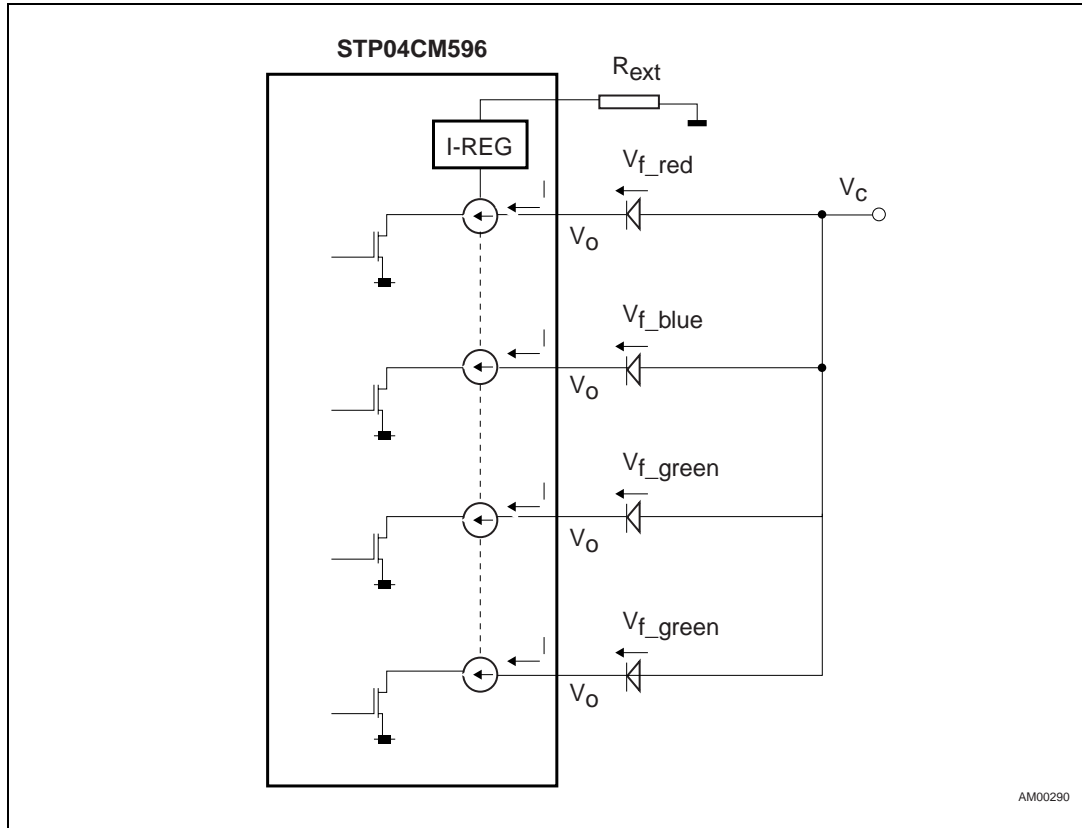 STP04CM596
Rext
I-REG
Vf_red
VC
I
VO
Vf_blue
I
VO
Vf_green
I
VO
Vf_green
I
VO
AM00290